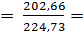 = 202,66/224,73 =